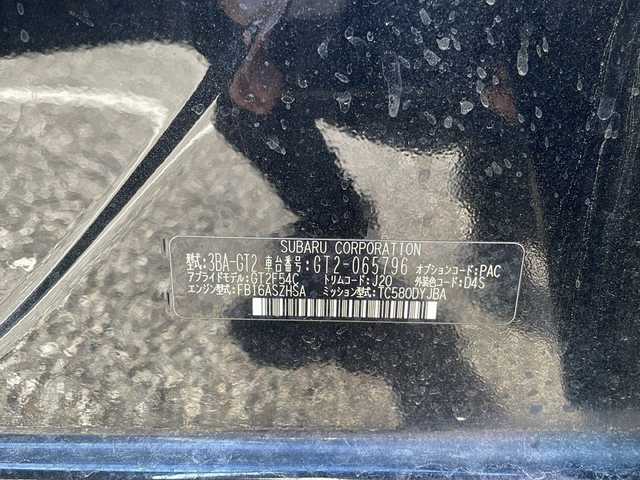 SUBARU CORPORATION
型式:3BA-GT2 車台番号:GT2-065796 オプションコード:PAC
アプライドモデル:GT2E54C トリムコード:J20 外装色コード:D4S
エンジン型式:FB16ASZHSA ミッション型式:TC580DYJBA